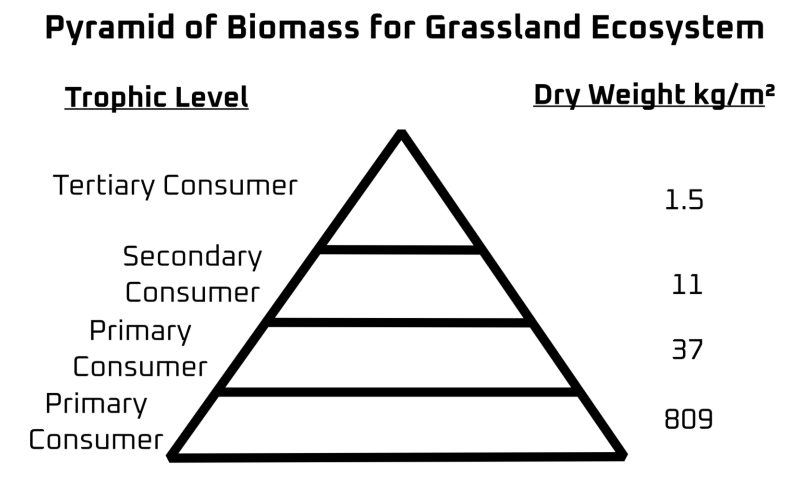 Pyramid of Biomass for Grassland Ecosystem
Trophic Level
Dry Weight kg/m²
Tertiary Consumer
1.5
Secondary
Consumer
11
Primary
Consumer
37
Primary
Consumer
809